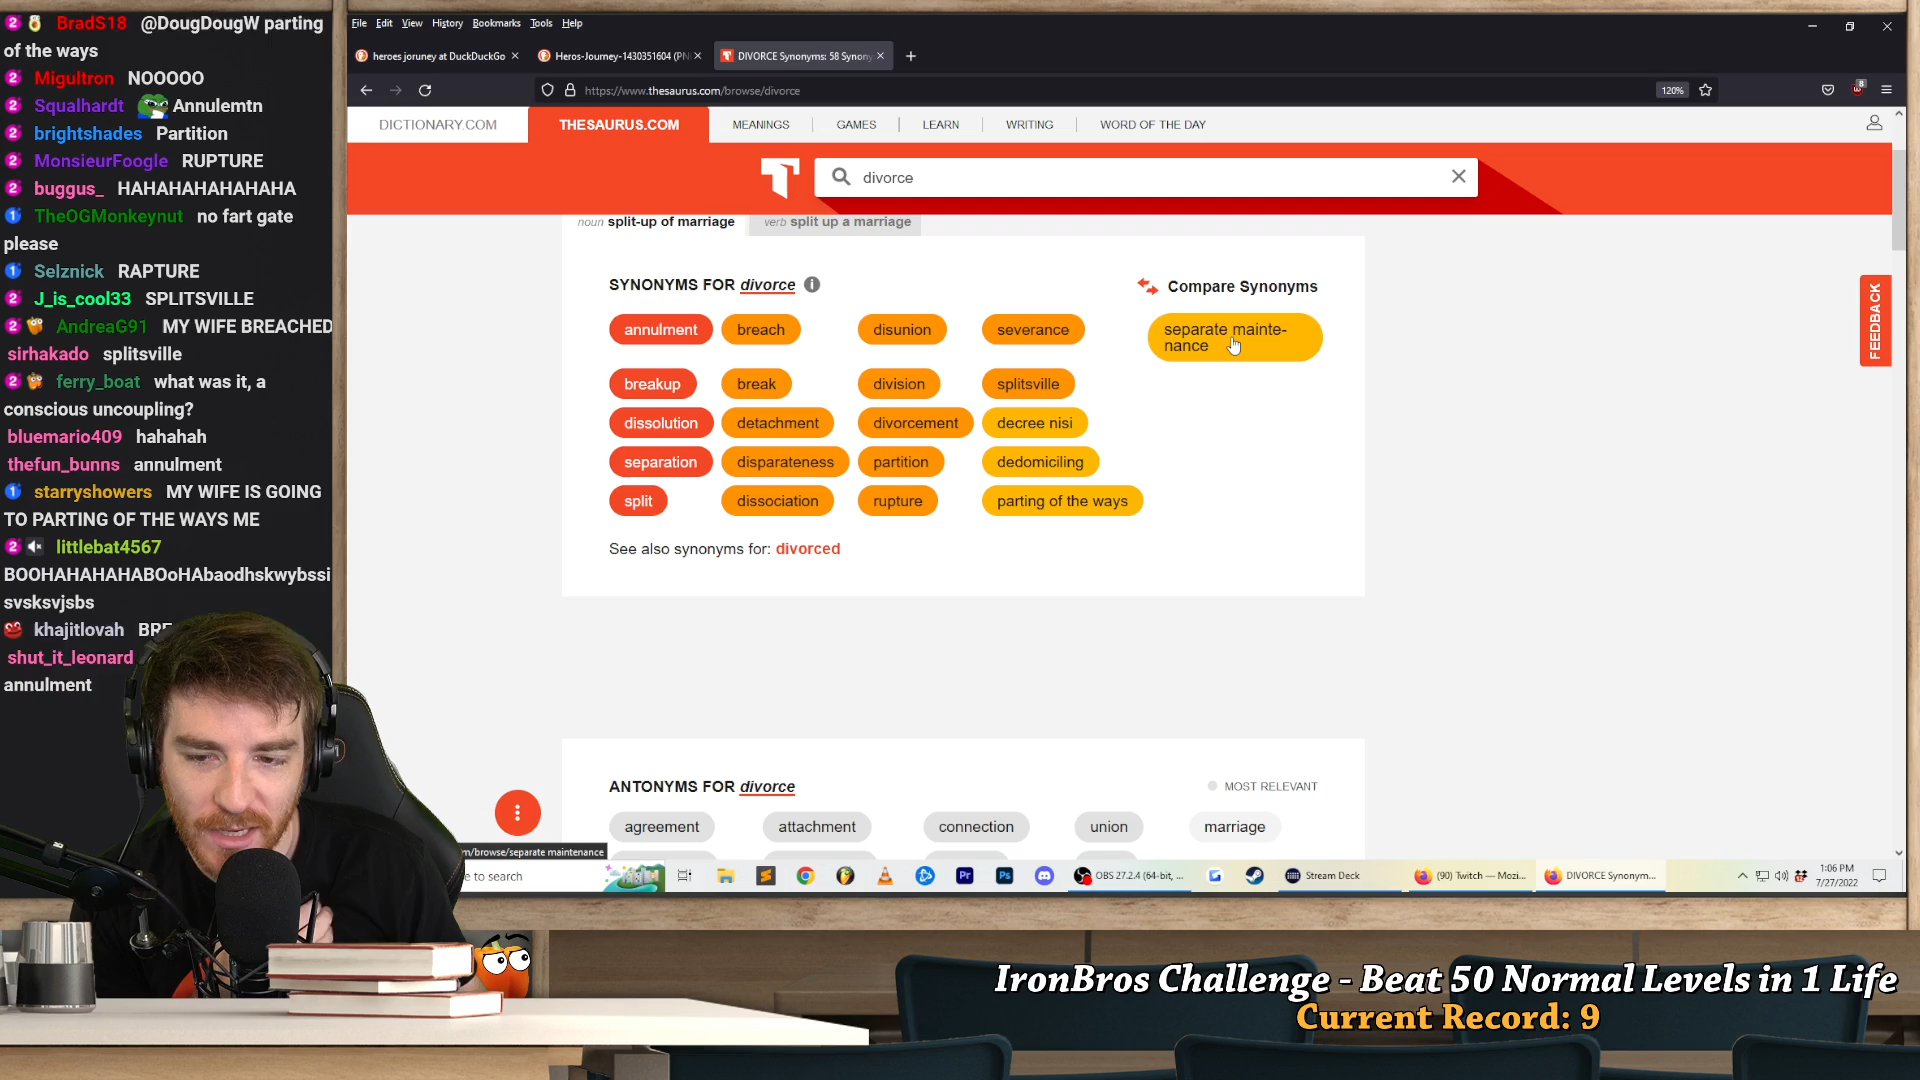 BradS18 @DougDougW parting
of the ways
Migultron NOOOOO
Squalhardt Annulemtn
brightshades Partition
MonsieurFoogle RUPTURE
buggus_ HAHAHAHAHAHAHA
TheOGMonkeynut no fart gate
please
Selznick RAPTURE
J_is_cool33 SPLITSVILLE
AndreaG91 MY WIFE BREACHED
sirhakado splitsville
ferry_boat what was it, a
conscious uncoupling?
bluemario409 hahahah
thefun_bunns annulment
starryshowers MY WIFE IS GOING
TO PARTING OF THE WAYS ME
littlebat4567
BOOHAHAHAHABOoHAbaodhskwybssi
svsksvjsbs
khajitlovah BRE
shut_it_leonard
annulment
File Edit View History Bookmarks Tools Help
heroes joruney at DuckDuckGo
Heros-Journey-1430351604 (PN
DIVORCE Synonyms: 58 Synony
https://www.thesaurus.com/browse/divorce
120%
8
DICTIONARY.COM
THESAURUS.COM
MEANINGS
GAMES
LEARN
WRITING
WORD OF THE DAY
divorce
noun split-up of marriage
verb split up a marriage
SYNONYMS FOR divorce
Compare Synonyms
annulment breach disunion severance separate mainte-
nance
breakup break division splitsville
dissolution detachment divorcement decree nisi
separation disparateness partition dedomiciling
split dissociation rupture parting of the ways
See also synonyms for: divorced
FEEDBACK
ANTONYMS FOR divorce
MOST RELEVANT
agreement attachment connection union marriage
m/browse/separate maintenance
e to search
OBS 27.2.4 (64-bit, ...
Stream Deck
(90) Twitch — Mozi...
DIVORCE Synonym...
1:06 PM
7/27/2022
IronBros Challenge - Beat 50 Normal Levels in 1 Life
Current Record: 9